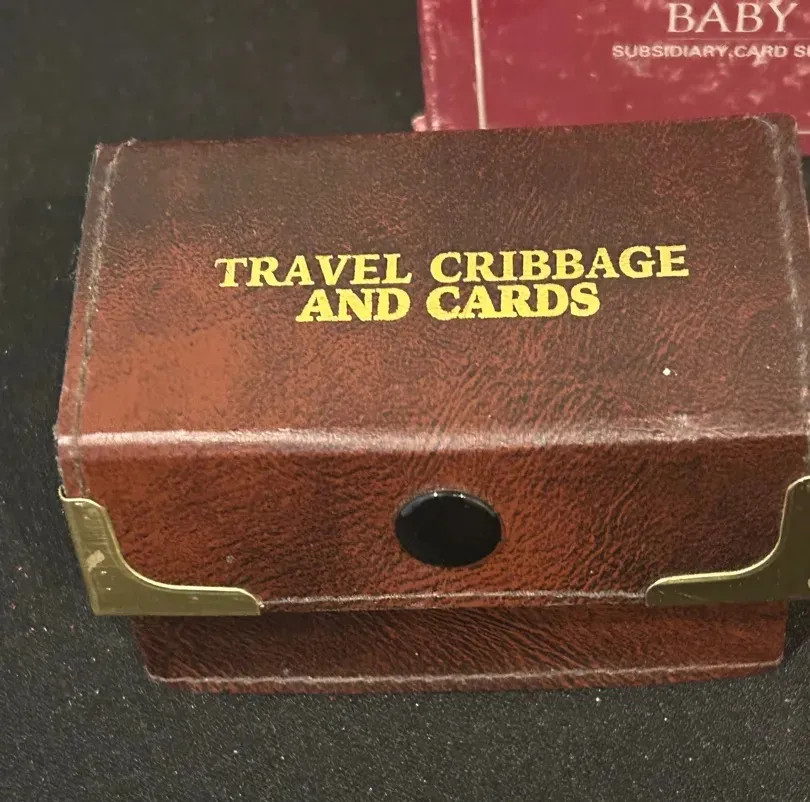 BABY
SUBSIDIARY CARD
TRAVEL CRIBBAGE
AND CARDS